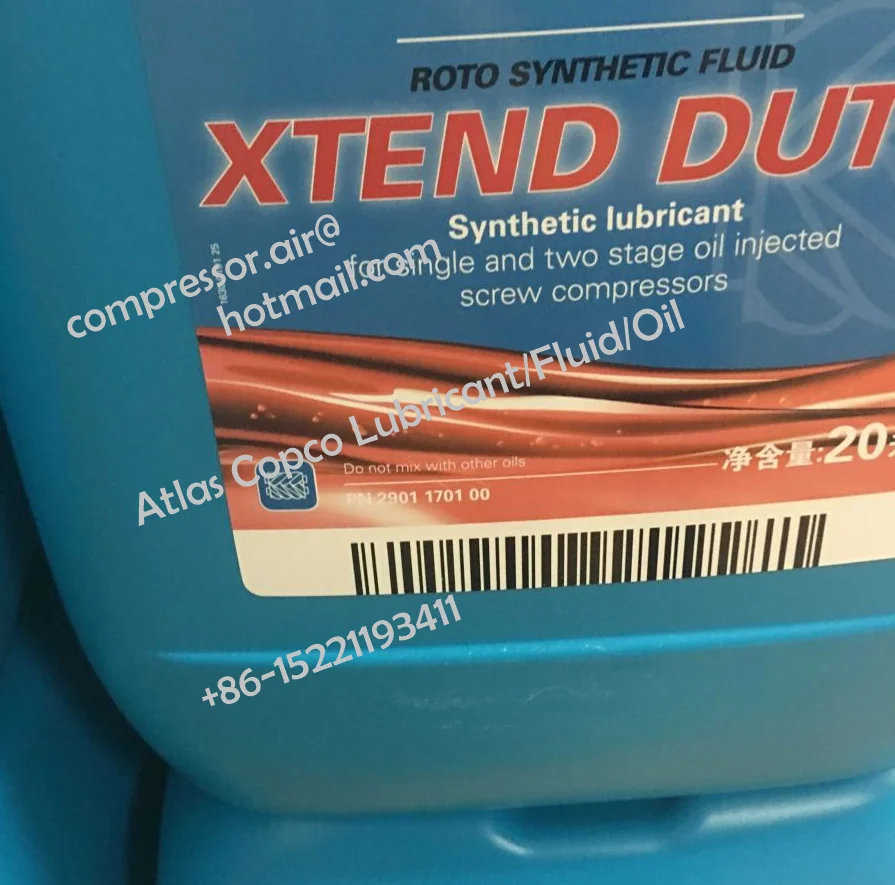 ROTO SYNTHETIC FLUID
XTEND DUT
Synthetic lubricant
for single and two stage oil injected
screw compressors
compressor.air@
hotmail.com
Atlas Copco Lubricant/Fluid/Oil
Do not mix with other oils
净含量:20
PN 2901 1701 00
+86-15221193411